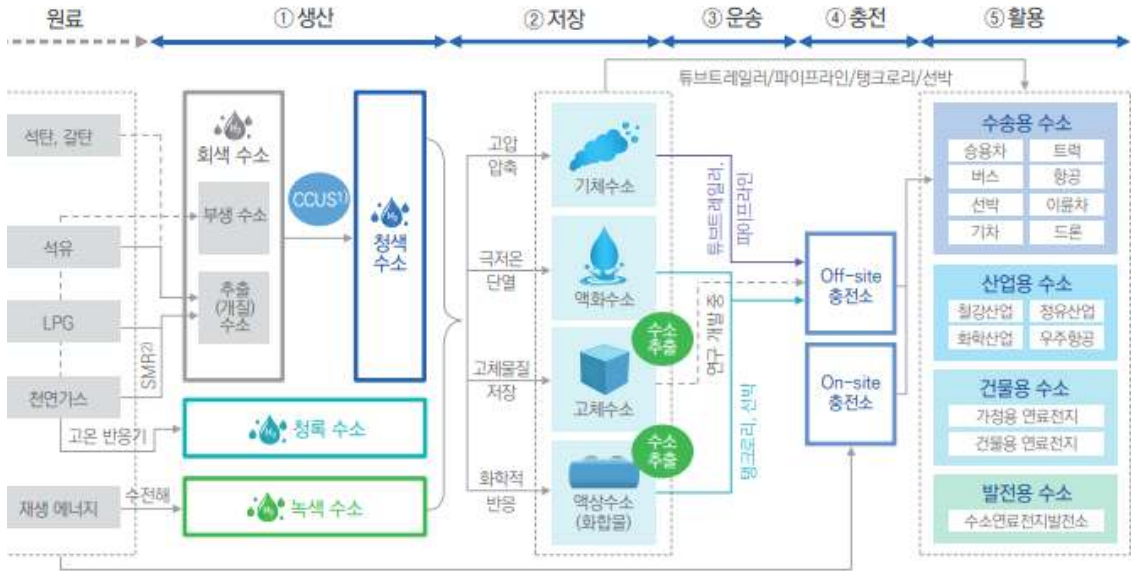 원료
① 생산
② 저장
③ 운송
④ 충전
⑤ 활용
튜브트레일러/파이프라인/탱크로리/선박
석탄, 갈탄
석유
LPG
천연가스
재생 에너지
SMR2)
고온 반응기
수전해
H₂
회색 수소
부생 수소
추출
(개질)
수소
CCUS1)
H₂
청색
수소
H₂
청록 수소
H₂
녹색 수소
고압
압축
극저온
단열
고체물질
저장
화학적
반응
기체수소
액화수소
수소
추출
고체수소
수소
추출
액상수소
(화합물)
튜브트레일러,
파이프라인
연구 개발 중
탱크로리, 선박
Off-site
충전소
On-site
충전소
수송용 수소
승용차
트럭
버스
항공
선박
이륜차
기차
드론
산업용 수소
철강산업
정유산업
화학산업
우주항공
건물용 수소
가정용 연료전지
건물용 연료전지
발전용 수소
수소연료전지발전소